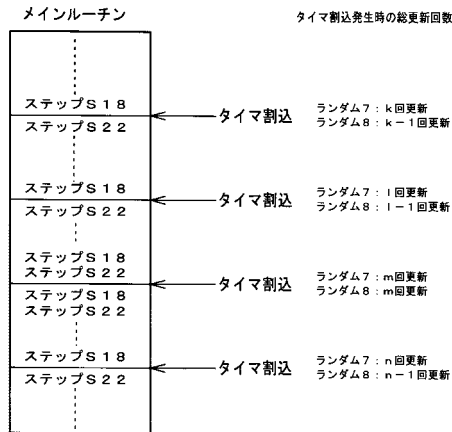 メインルーチン
タイマ割込発生時の総更新回数
ステップS18
ステップS22
タイマ割込
ランダム7:k回更新
ランダム8:k-1回更新
ステップS18
ステップS22
タイマ割込
ランダム7:l回更新
ランダム8:l-1回更新
ステップS18
ステップS22
ステップS18
ステップS22
タイマ割込
ランダム7:m回更新
ランダム8:m回更新
ステップS18
ステップS22
タイマ割込
ランダム7:n回更新
ランダム8:n-1回更新